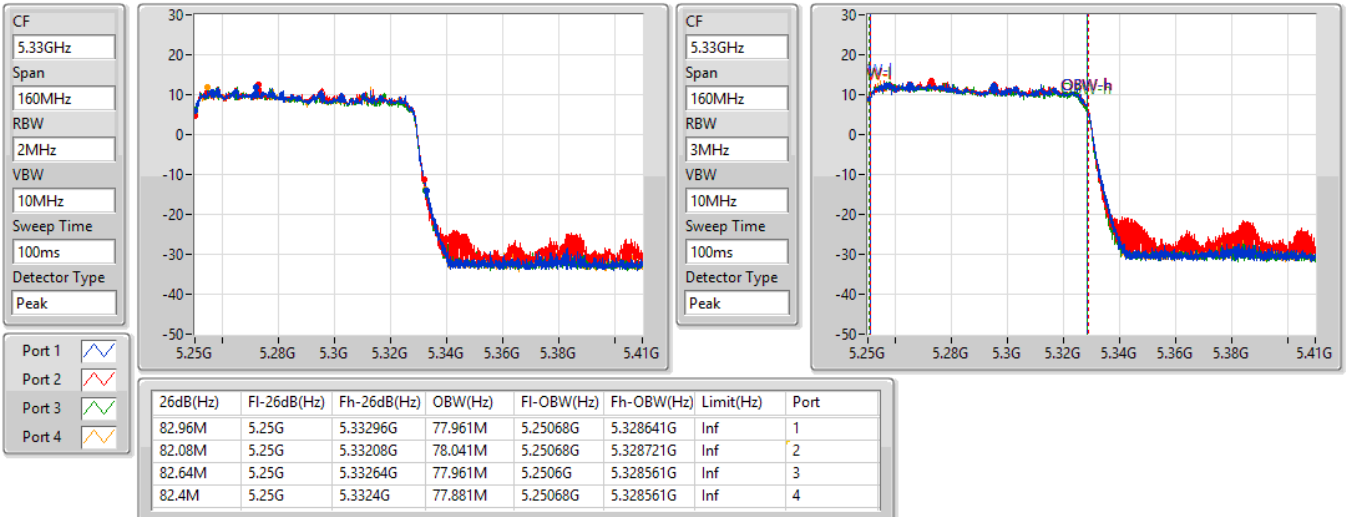 CF
5.33GHz
Span
160MHz
RBW
2MHz
VBW
10MHz
Sweep Time
100ms
Detector Type
Peak
30
20
10
0
-10
-20
-30
-40
-50
5.25G 5.28G 5.3G 5.32G 5.34G 5.36G 5.38G 5.41G
CF
5.33GHz
Span
160MHz
RBW
3MHz
VBW
10MHz
Sweep Time
100ms
Detector Type
Peak
30
20
10
0
-10
-20
-30
-40
-50
W-l
OBW-h
5.25G 5.28G 5.3G 5.32G 5.34G 5.36G 5.38G 5.41G
Port 1
Port 2
Port 3
Port 4
26dB(Hz) Fl-26dB(Hz) Fh-26dB(Hz) OBW(Hz) Fl-OBW(Hz) Fh-OBW(Hz) Limit(Hz) Port
82.96M 5.25G 5.33296G 77.961M 5.25068G 5.328641G Inf 1
82.08M 5.25G 5.33208G 78.041M 5.25068G 5.328721G Inf 2
82.64M 5.25G 5.33264G 77.961M 5.2506G 5.328561G Inf 3
82.4M 5.25G 5.3324G 77.881M 5.25068G 5.328561G Inf 4